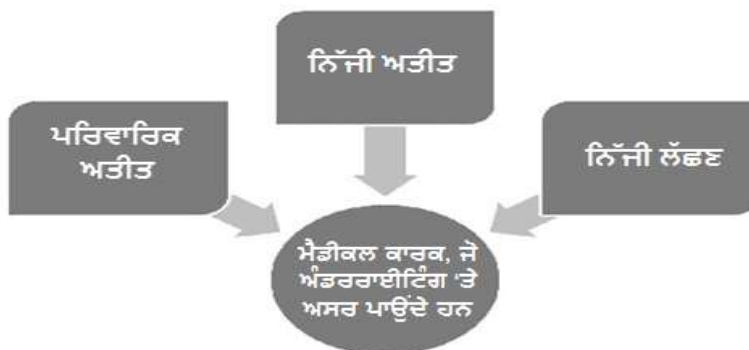 ਨਿੱਜੀ ਅਤੀਤ
ਪਰਿਵਾਰਿਕ
ਅਤੀਤ
ਨਿੱਜੀ ਲੱਛਣ
ਮੈਡੀਕਲ ਕਾਰਕ, ਜੋ
ਅੰਡਰਰਾਈਟਿੰਗ ‘ਤੇ
ਅਸਰ ਪਾਉਂਦੇ ਹਨ